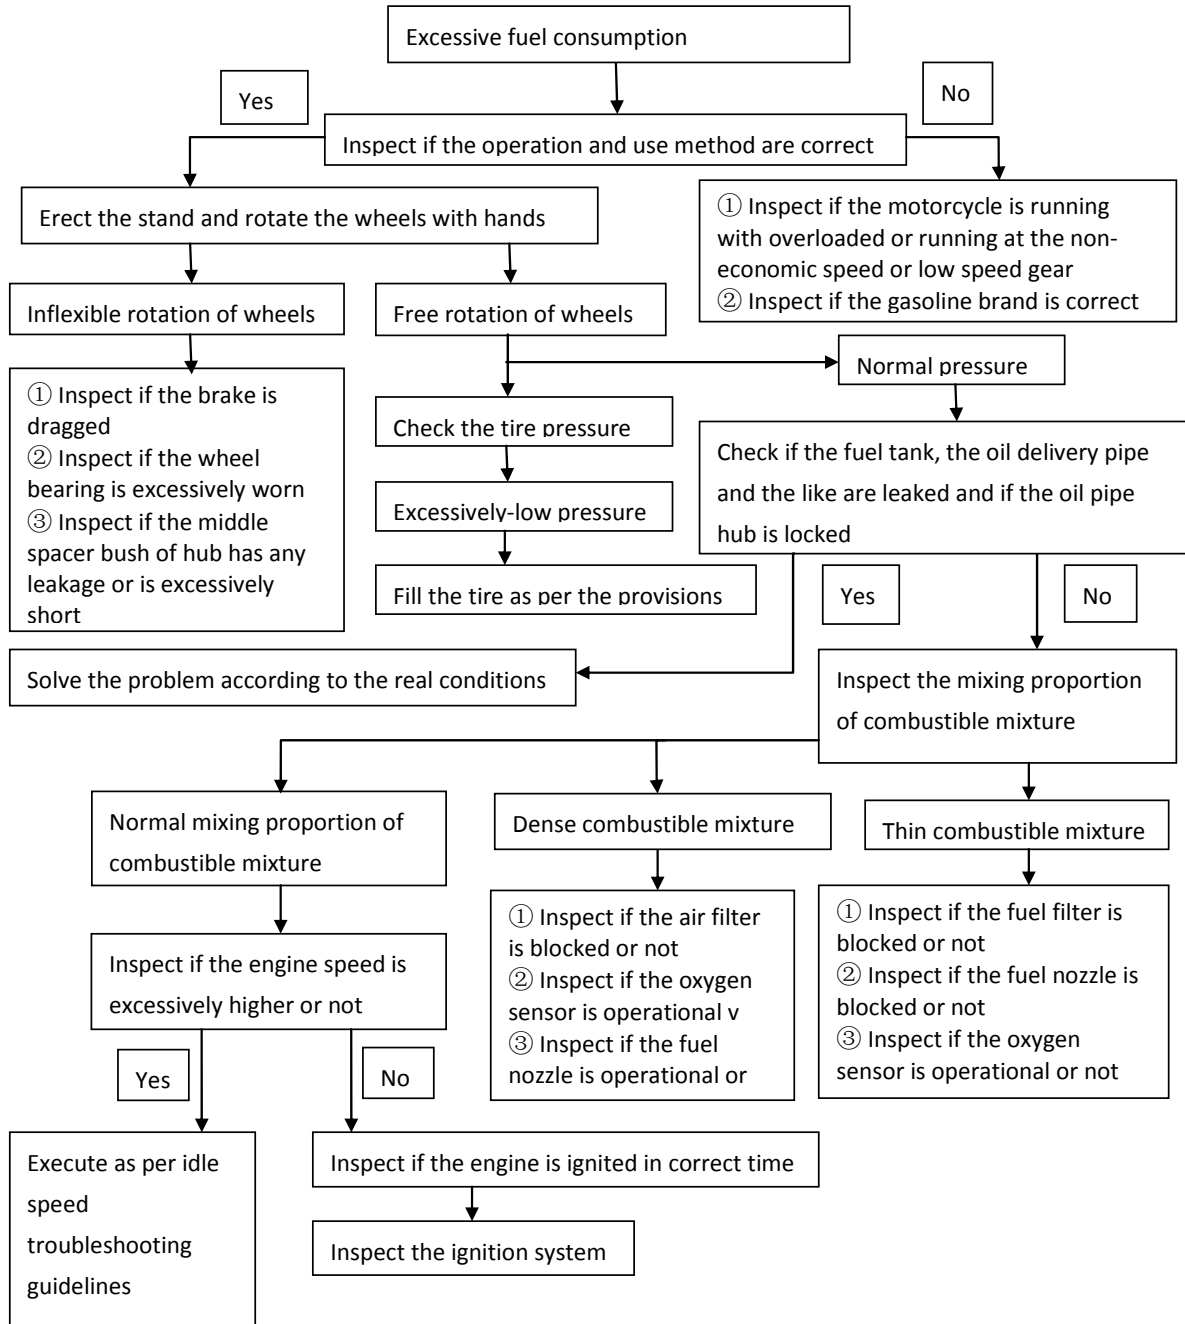 Excessive fuel consumption
Yes
No
Inspect if the operation and use method are correct
Erect the stand and rotate the wheels with hands
① Inspect if the motorcycle is running
with overloaded or running at the non-
economic speed or low speed gear
② Inspect if the gasoline brand is correct
Inflexible rotation of wheels
Free rotation of wheels
Normal pressure
① Inspect if the brake is
dragged
② Inspect if the wheel
bearing is excessively worn
③ Inspect if the middle
spacer bush of hub has any
leakage or is excessively
short
Check the tire pressure
Excessively-low pressure
Fill the tire as per the provisions
Check if the fuel tank, the oil delivery pipe
and the like are leaked and if the oil pipe
hub is locked
Yes
No
Solve the problem according to the real conditions
Inspect the mixing proportion
of combustible mixture
Normal mixing proportion of
combustible mixture
Dense combustible mixture
Thin combustible mixture
Inspect if the engine speed is
excessively higher or not
① Inspect if the air filter
is blocked or not
② Inspect if the oxygen
sensor is operational v
③ Inspect if the fuel
nozzle is operational or
① Inspect if the fuel filter is
blocked or not
② Inspect if the fuel nozzle is
blocked or not
③ Inspect if the oxygen
sensor is operational or not
Yes
No
Execute as per idle
speed
troubleshooting
guidelines
Inspect if the engine is ignited in correct time
Inspect the ignition system